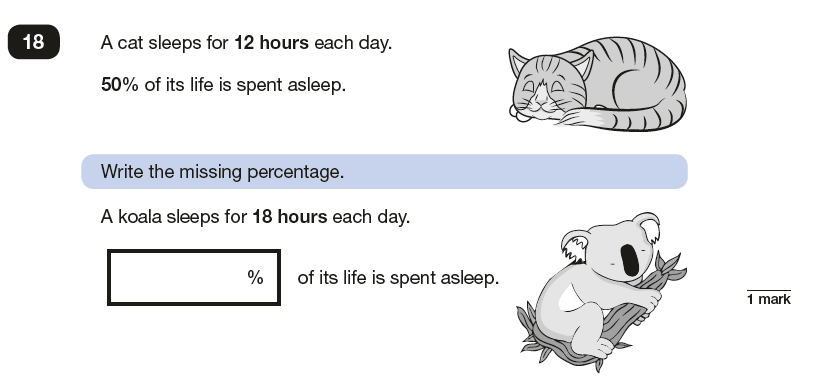 18
A cat sleeps for 12 hours each day.
50% of its life is spent asleep.
Write the missing percentage.
A koala sleeps for 18 hours each day.
% of its life is spent asleep.
1 mark